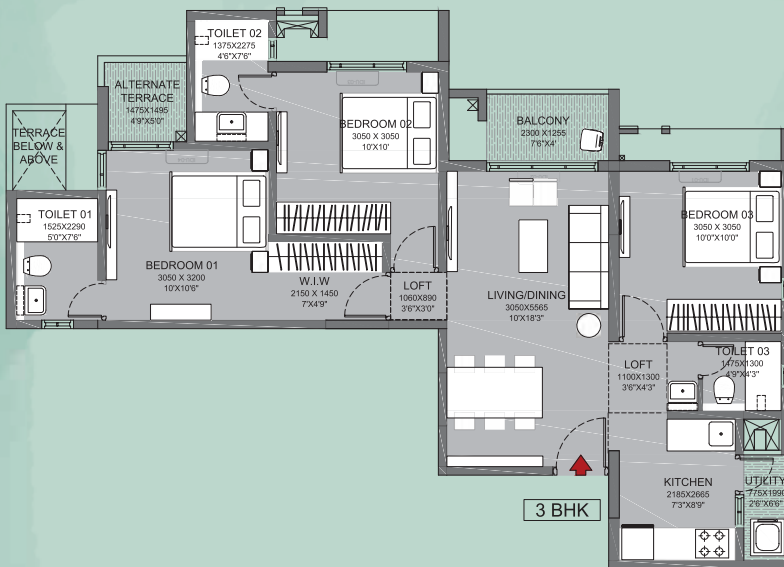 TOILET 02
1375X2275
4'6"X7'6"
ALTERNATE
TERRACE
1475X1495
4'9"X5'0"
TERRACE
BELOW &
ABOVE
BEDROOM 02
3050 X 3050
10'X10'
BALCONY
2300 X1255
7'6"X4'
TOILET 01
1525X2290
5'0"X7'6"
BEDROOM 01
3050 X 3200
10'X10'6"
W.I.W
2150 X 1450
7'X4'9"
LOFT
1060X890
3'6"X3'0"
LIVING/DINING
3050X5565
10'X18'3"
BEDROOM 03
3050 X 3050
10'0"X10'0"
LOFT
1100X1300
3'6"X4'3"
TOILET 03
1475X1300
4'9"X4'3"
KITCHEN
2185X2665
7'3"X8'9"
UTILITY
775X1990
2'6"X6'6"
3 BHK